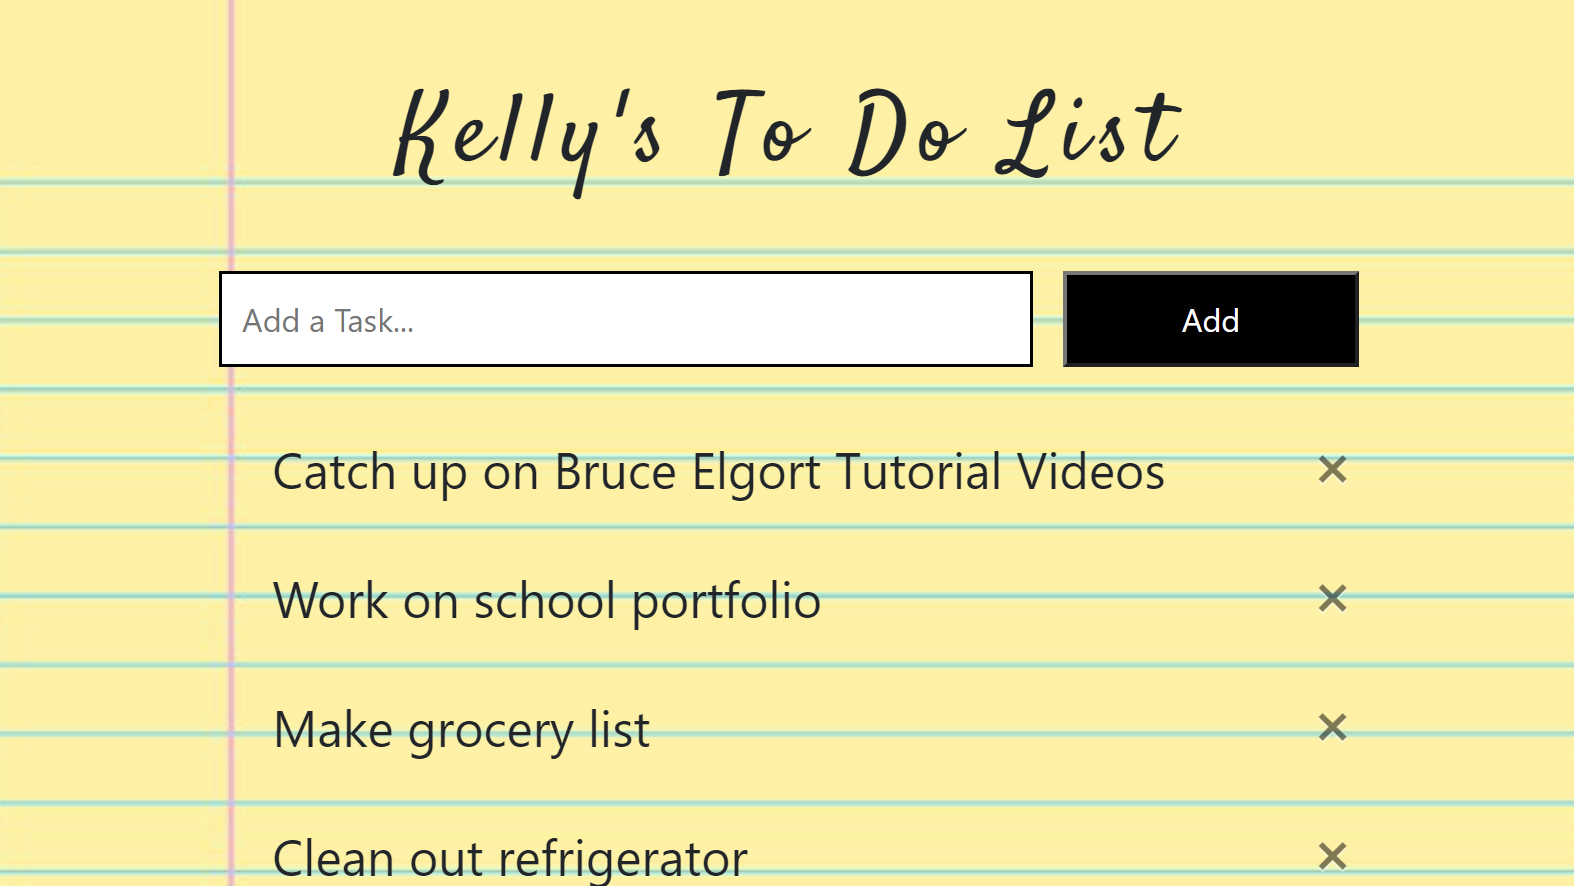 Kelly's To Do List
Add a Task...
Add
Catch up on Bruce Elgort Tutorial Videos
Work on school portfolio
Make grocery list
Clean out refrigerator